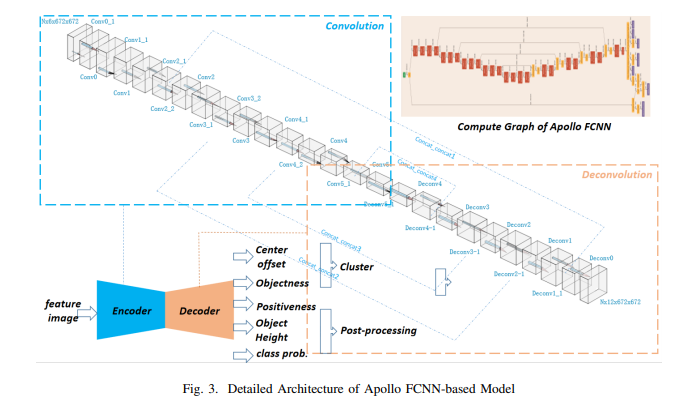 Convolution
Nx6x672x672
Conv0_1
Conv1_1
Conv2_1
Conv2
Conv3_2
Conv4_1
Conv4
Conv0
Conv1
Conv2_2
Conv3_1
Conv3
Conv4_2
Conv5_1
Compute Graph of Apollo FCNN
Concat_concat1
Concat_concat4
Deconvolution
Deconv4
Deconv3
Deconv2
Deconv1
Deconv0
Deconv4-1
Deconv3-1
Deconv2-1
Deconv1_1
Nx12x672x672
Concat_concat3
Concat_concat2
feature
image
Encoder
Decoder
Center
offset
Objectness
Positiveness
Object
Height
class prob.
Cluster
Post-processing
Fig. 3. Detailed Architecture of Apollo FCNN-based Model